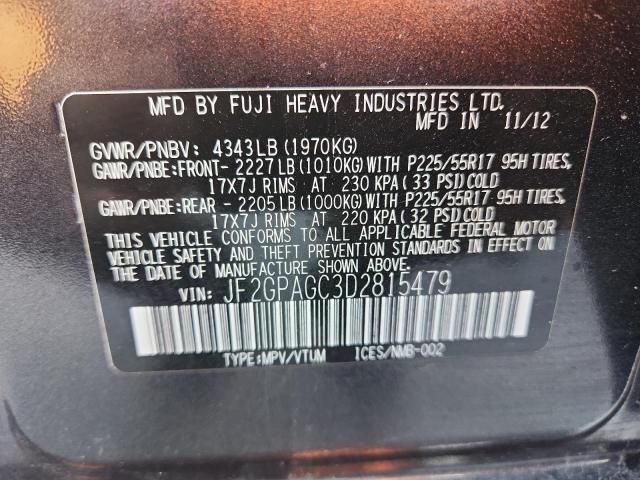 MFD BY FUJI HEAVY INDUSTRIES LTD.
MFD IN 11/12
GVWR/PNBV: 4343LB(1970KG)
GAWR/PNBE:FRONT- 2227LB(1010KG)WITH P225/55R17 95H TIRES,
17X7J RIMS AT 230 KPA( 33 PSI)COLD
GAWR/PNBE:REAR - 2205LB(1000KG)WITH P225/55R17 95H TIRES,
17X7J RIMS AT 220 KPA( 32 PSI)COLD
THIS VEHICLE CONFORMS TO ALL APPLICABLE FEDERAL MOTOR
VEHICLE SAFETY AND THEFT PREVENTION STANDARDS IN EFFECT ON
THE DATE OF MANUFACTURE SHOWN ABOVE.
VIN: JF2GPAGC3D2815479
TYPE:MPV/VTUM ICES/NMB-002